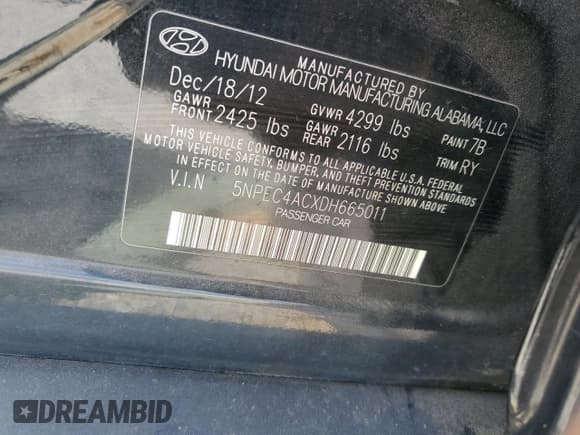 MANUFACTURED BY
HYUNDAI MOTOR MANUFACTURING ALABAMA, LLC
Dec/18/12 GVWR 4299 lbs PAINT 7B
GAWR FRONT 2425 lbs GAWR REAR 2116 lbs TRIM RY
THIS VEHICLE CONFORMS TO ALL APPLICABLE U.S.A. FEDERAL
MOTOR VEHICLE SAFETY, BUMPER, AND THEFT PREVENTION STANDARDS
IN EFFECT ON THE DATE OF MANUFACTURE SHOWN ABOVE.
V.I.N 5NPEC4ACXDH665011
PASSENGER CAR
DREAMBID